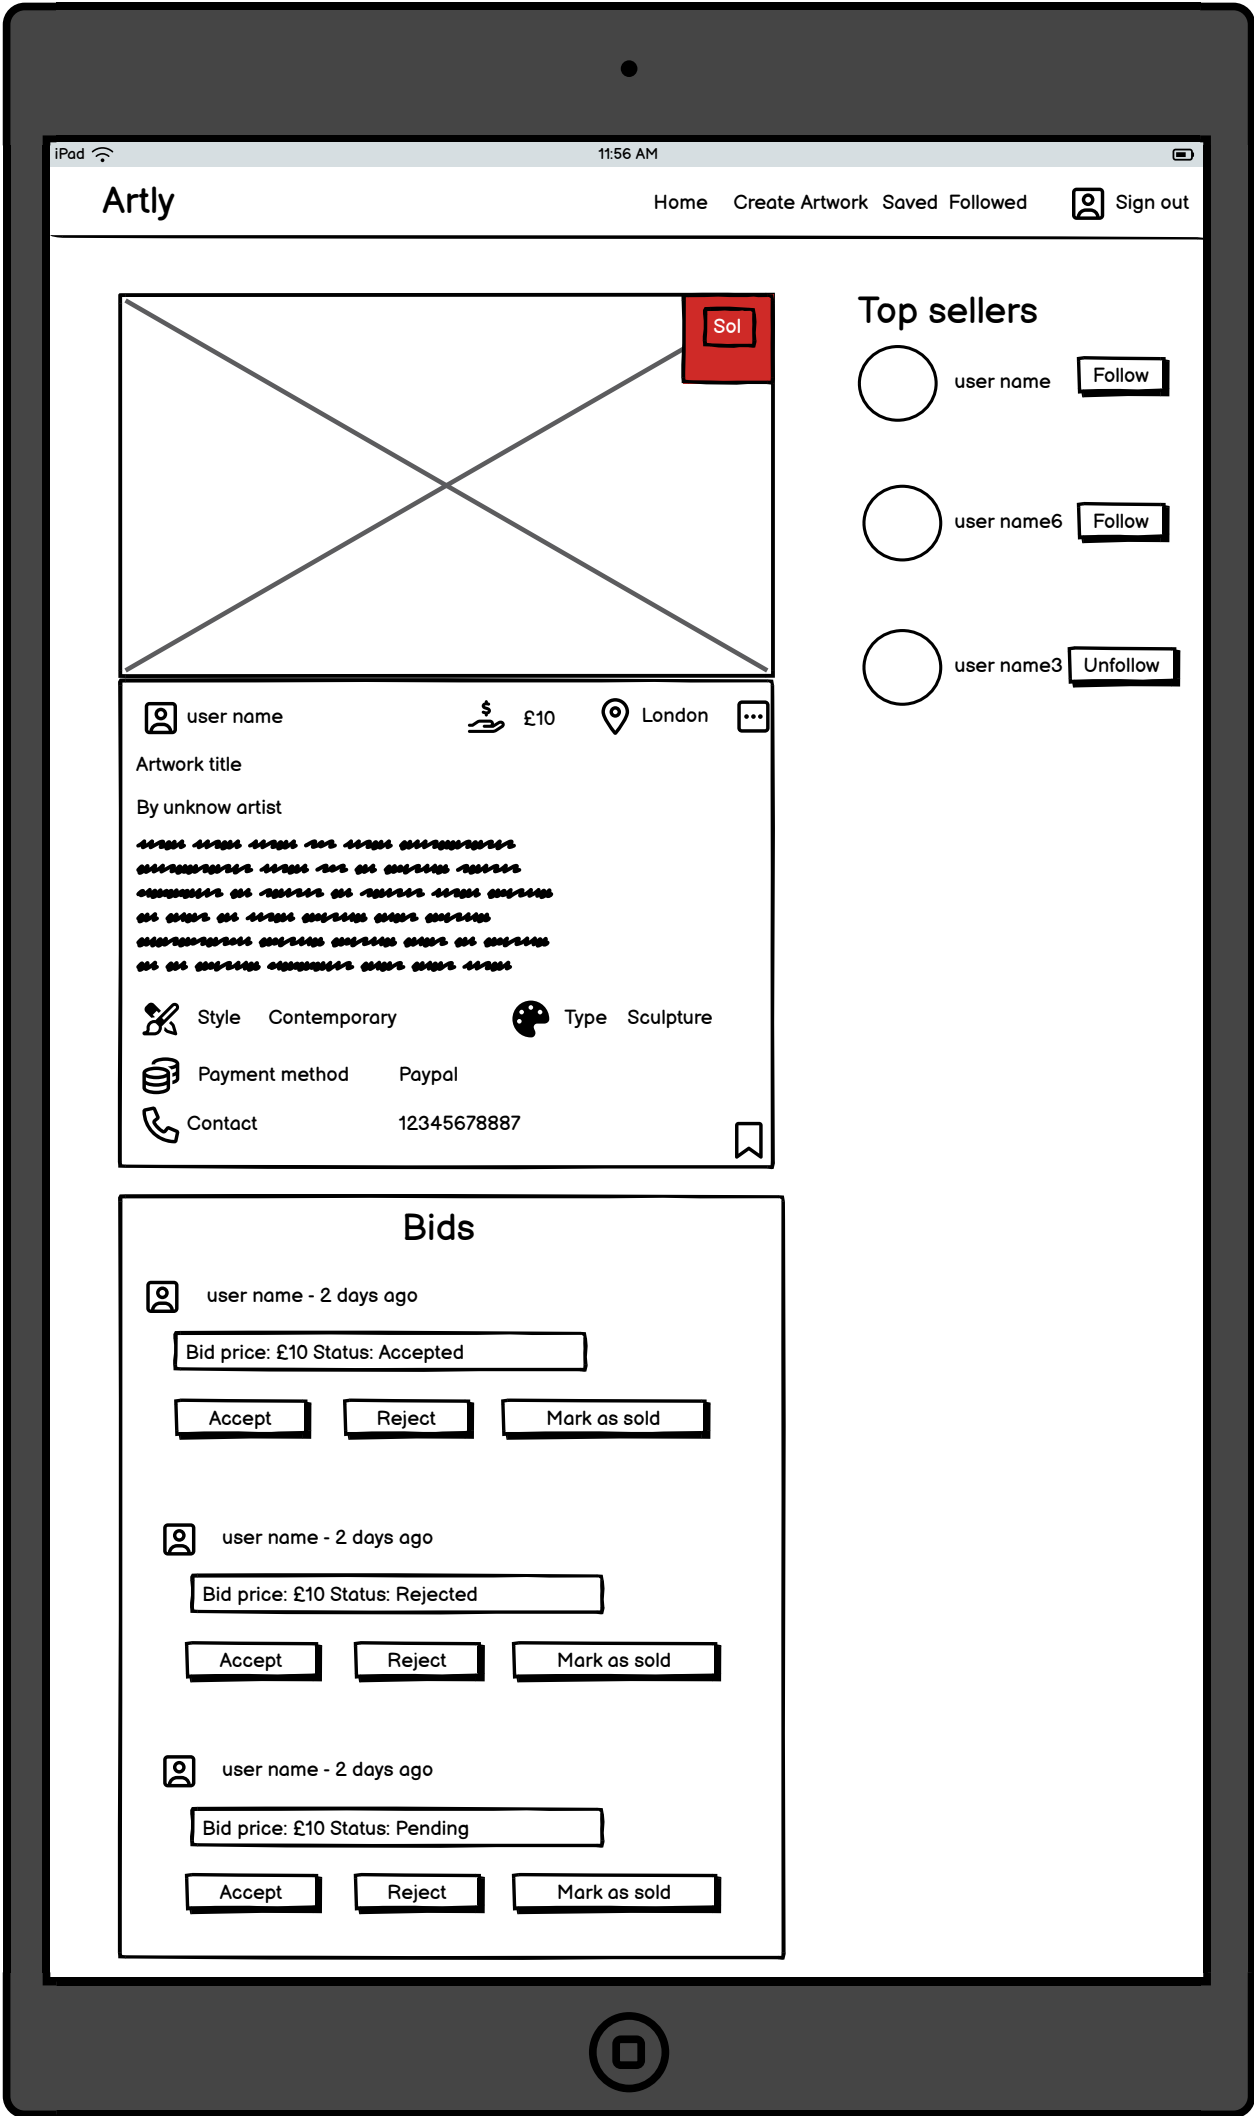 iPad 11:56 AM
Artly Home Create Artwork Saved Followed Sign out
Sol
Top sellers
user name Follow
user name6 Follow
user name3 Unfollow
user name $ £10 London
Artwork title
By unknow artist
Style Contemporary Type Sculpture
Payment method Paypal
Contact 12345678887
Bids
user name - 2 days ago
Bid price: £10 Status: Accepted
Accept Reject Mark as sold
user name - 2 days ago
Bid price: £10 Status: Rejected
Accept Reject Mark as sold
user name - 2 days ago
Bid price: £10 Status: Pending
Accept Reject Mark as sold